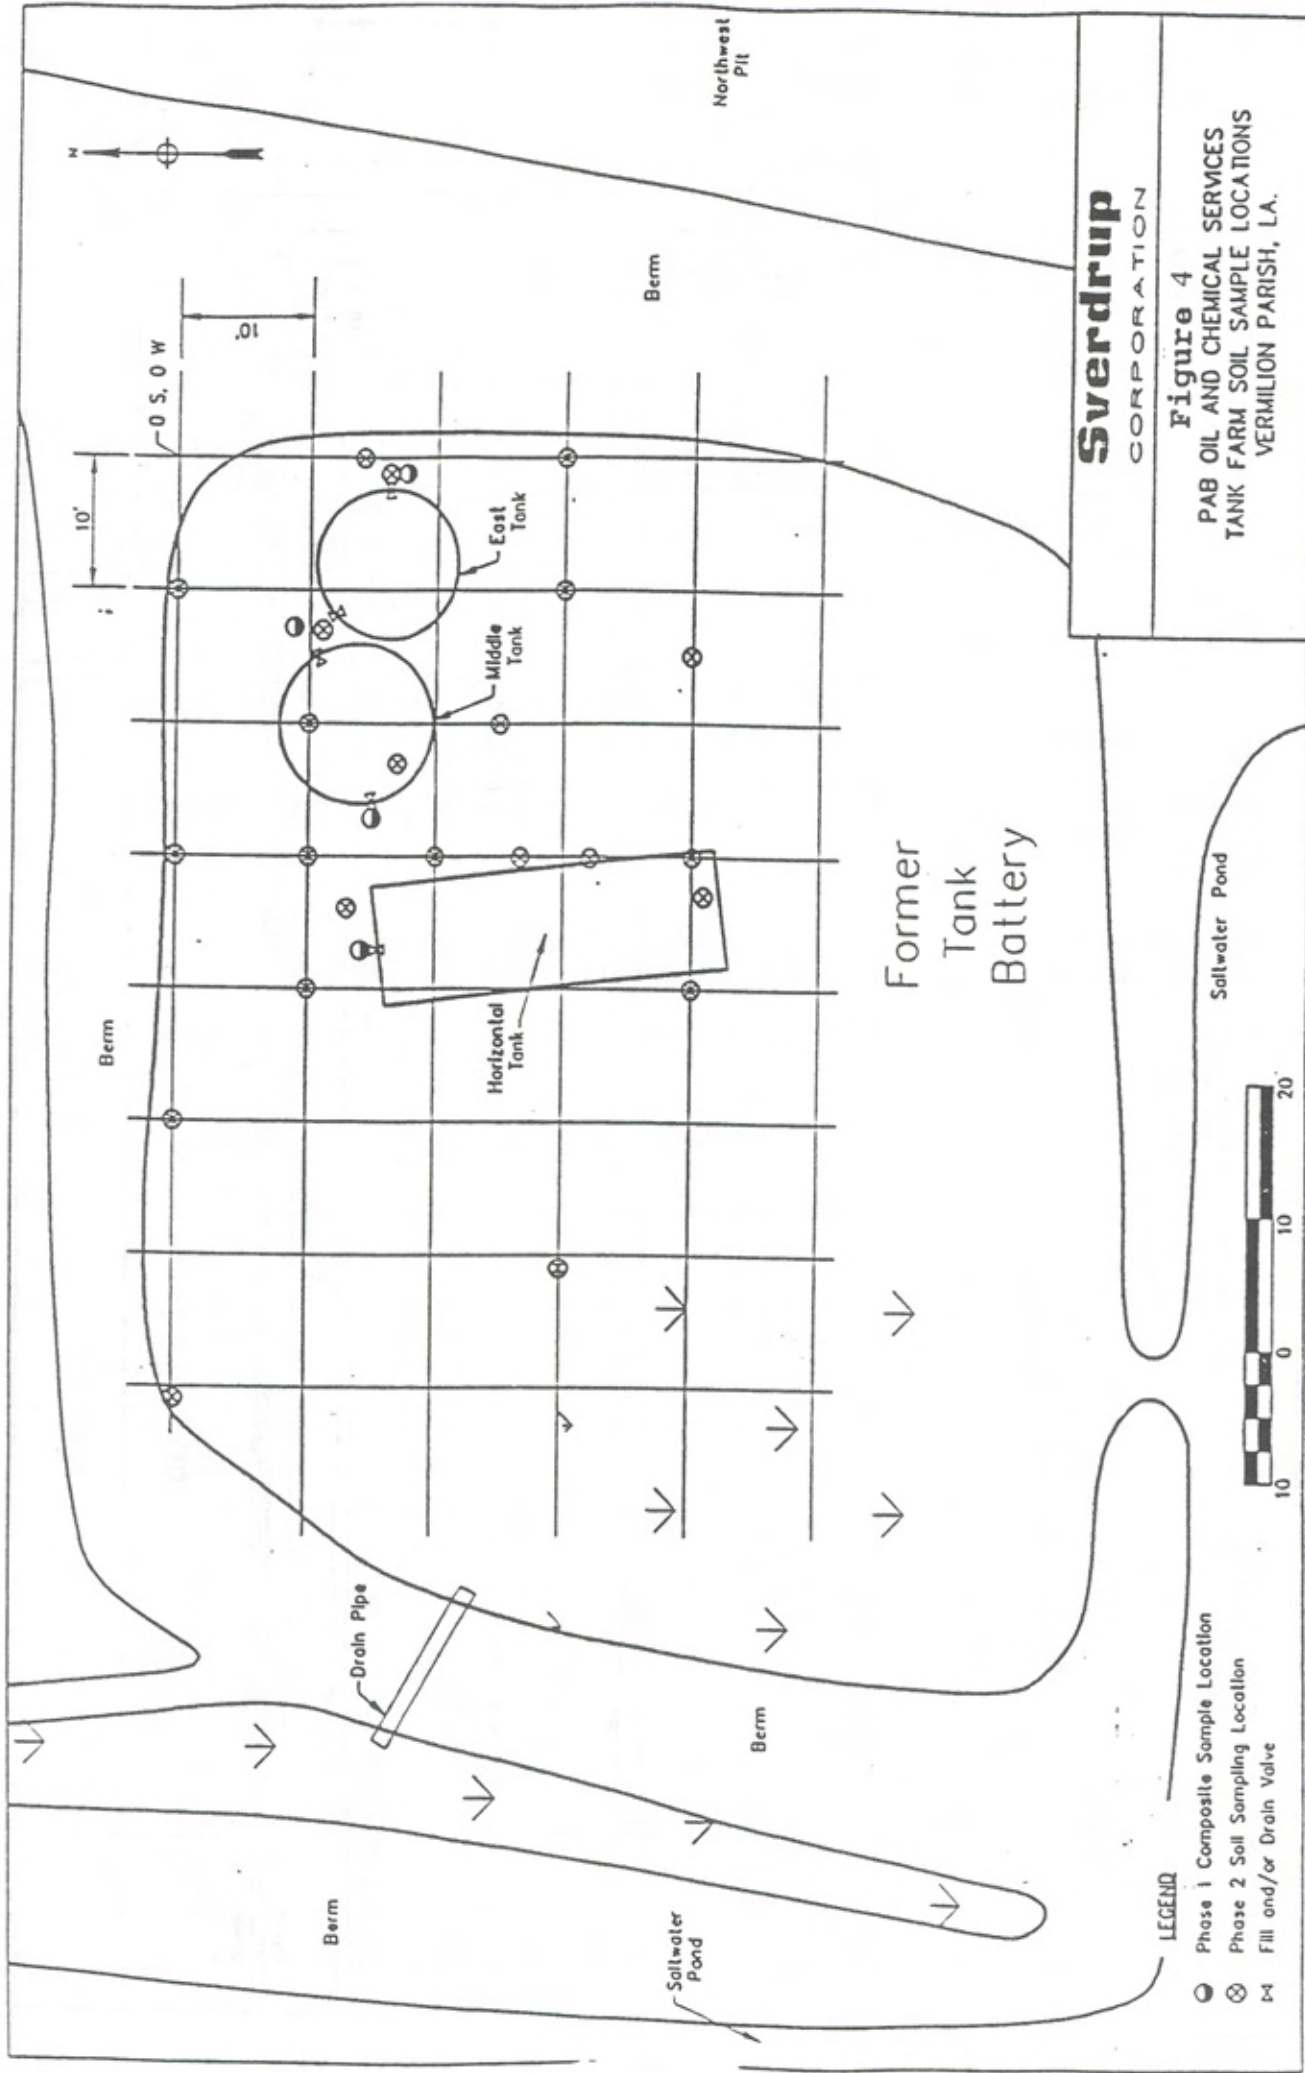 Northwest
Pit
N
0 S, 0 W
10'
10'
Berm
Berm
East
Tank
Middle
Tank
Horizontal
Tank
Former
Tank
Battery
Drain Pipe
Berm
Berm
Saltwater
Pond
Saltwater Pond
LEGEND
Phase 1 Composite Sample Location
Phase 2 Soil Sampling Location
Fill and/or Drain Valve
10 0 10 20
Sverdrup
CORPORATION
Figure 4
PAB OIL AND CHEMICAL SERVICES
TANK FARM SOIL SAMPLE LOCATIONS
VERMILION PARISH, LA.